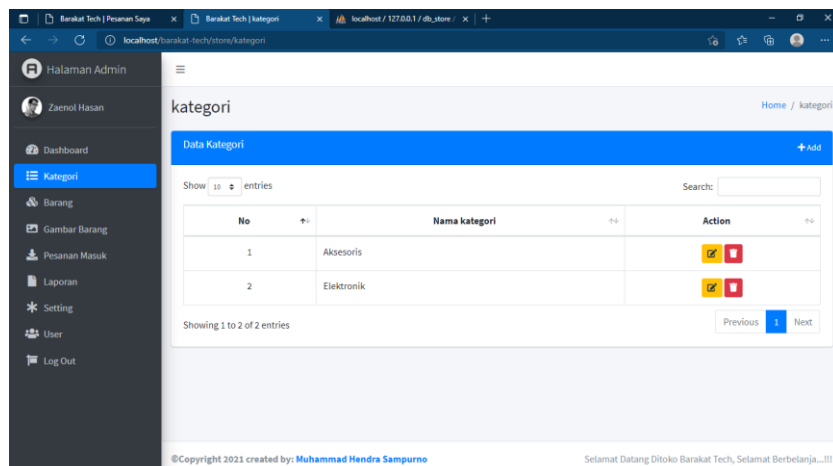 Barakat Tech | Pesanan Saya
Barakat Tech | kategori
localhost / 127.0.0.1 / db_store /
localhost/barakat-tech/store/kategori
Halaman Admin
Zaenol Hasan
Dashboard
Kategori
Barang
Gambar Barang
Pesanan Masuk
Laporan
Setting
User
Log Out
kategori
Home / kategori
Data Kategori
+Add
Show 10 entries
Search:
No Nama kategori Action
1 Aksesoris
2 Elektronik
Showing 1 to 2 of 2 entries
Previous 1 Next
©Copyright 2021 created by: Muhammad Hendra Sampurno
Selamat Datang Ditoko Barakat Tech, Selamat Berbelanja...!!!